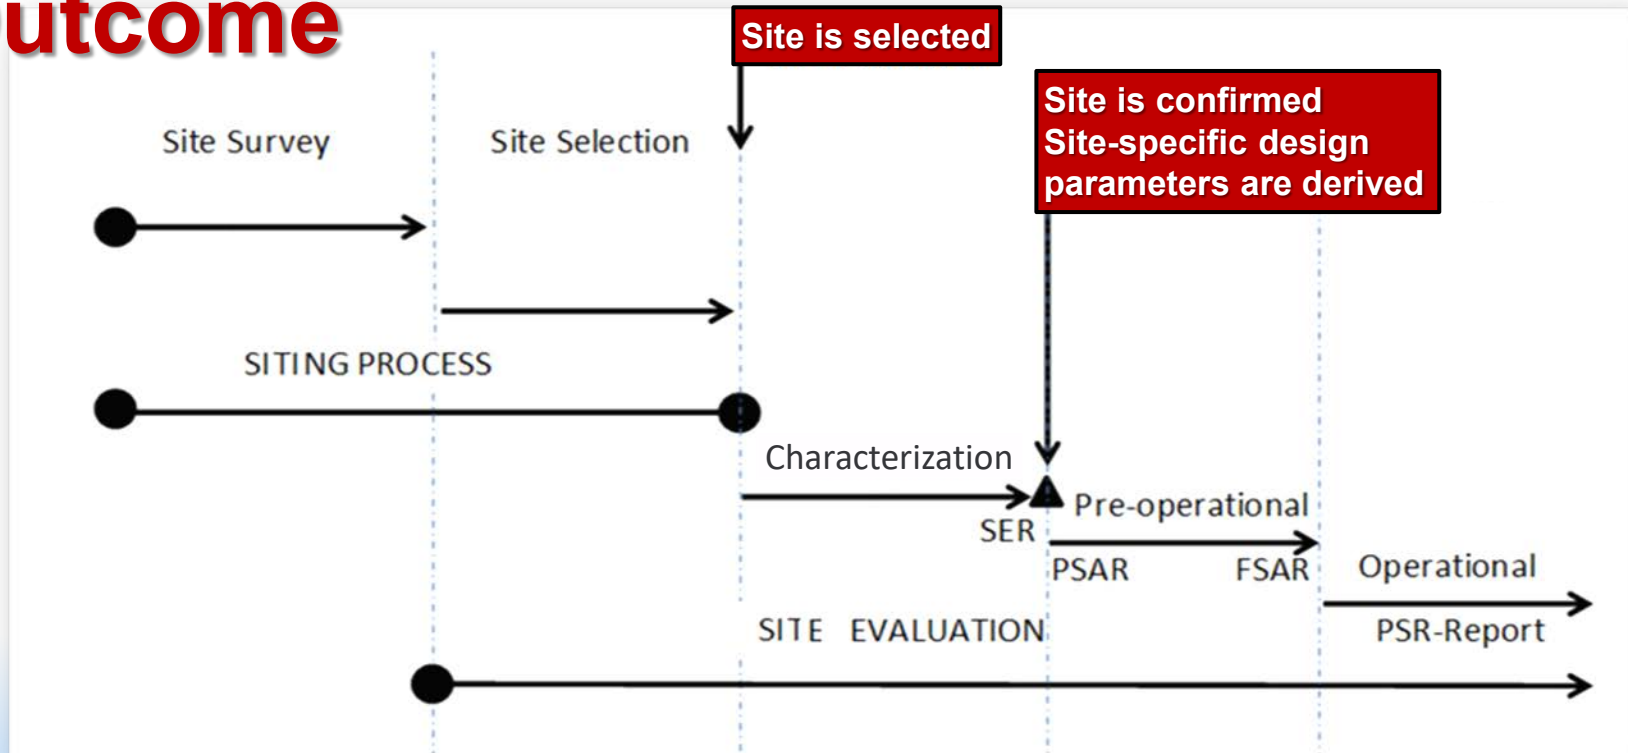 utcome
Site is selected
Site is confirmed
Site-specific design
parameters are derived
Site Survey
Site Selection
SITING PROCESS
Characterization
SER
Pre-operational
PSAR
FSAR
Operational
PSR-Report
SITE EVALUATION